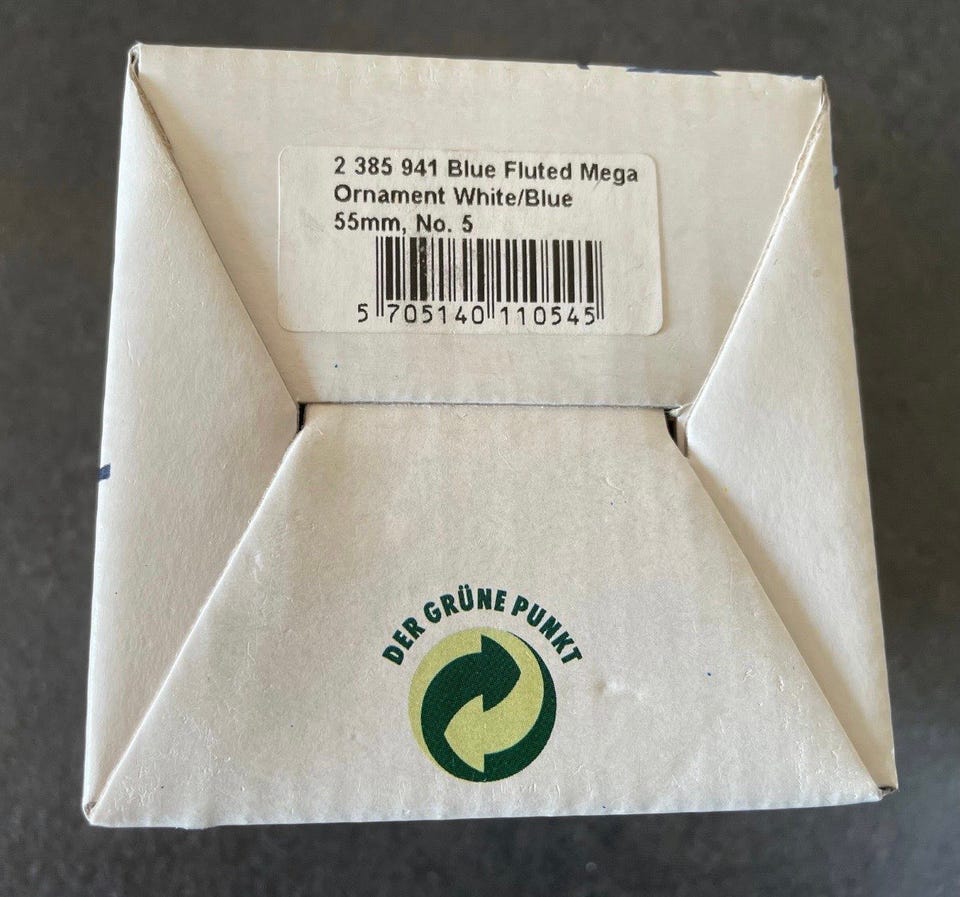 2 385 941 Blue Fluted Mega
Ornament White/Blue
55mm, No. 5
5 705140 110545
DER GRÜNE PUNKT